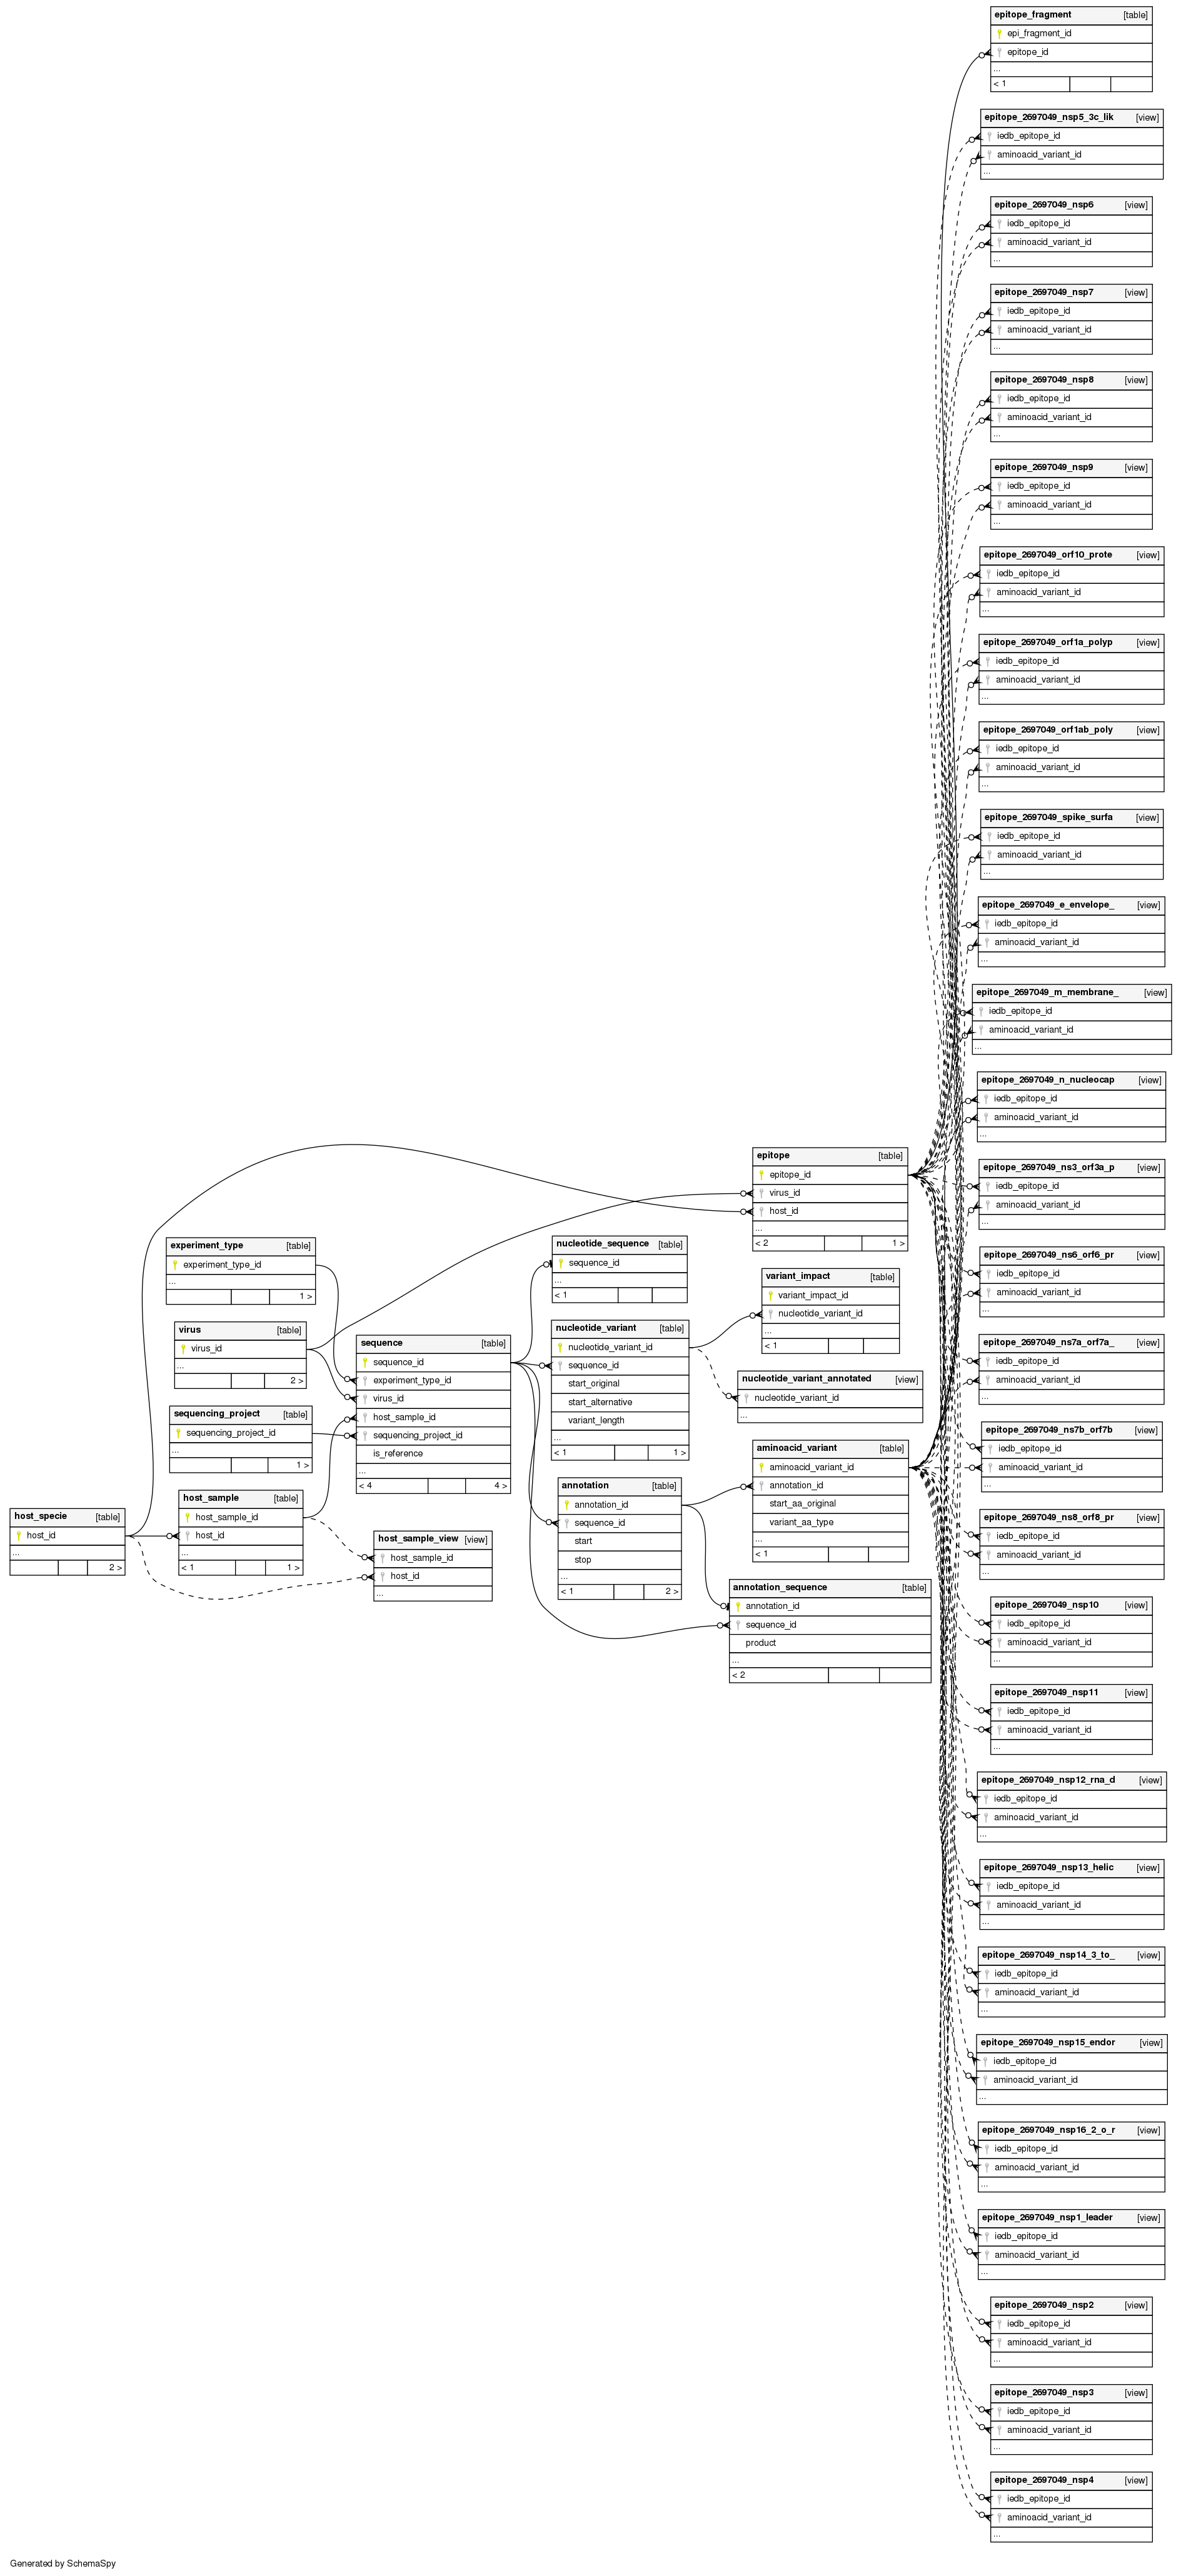 epitope_fragment [table]
epi_fragment_id
epitope_id
...
< 1
epitope_2697049_nsp5_3c_lik [view]
iedb_epitope_id
aminoacid_variant_id
...
epitope_2697049_nsp6 [view]
iedb_epitope_id
aminoacid_variant_id
...
epitope_2697049_nsp7 [view]
iedb_epitope_id
aminoacid_variant_id
...
epitope_2697049_nsp8 [view]
iedb_epitope_id
aminoacid_variant_id
...
epitope_2697049_nsp9 [view]
iedb_epitope_id
aminoacid_variant_id
...
epitope_2697049_orf10_prote [view]
iedb_epitope_id
aminoacid_variant_id
...
epitope_2697049_orf1a_polyp [view]
iedb_epitope_id
aminoacid_variant_id
...
epitope_2697049_orf1ab_poly [view]
iedb_epitope_id
aminoacid_variant_id
...
epitope_2697049_spike_surfa [view]
iedb_epitope_id
aminoacid_variant_id
...
epitope_2697049_e_envelope_ [view]
iedb_epitope_id
aminoacid_variant_id
...
epitope_2697049_m_membrane_ [view]
iedb_epitope_id
aminoacid_variant_id
...
epitope_2697049_n_nucleocap [view]
iedb_epitope_id
aminoacid_variant_id
...
epitope_2697049_ns3_orf3a_p [view]
iedb_epitope_id
aminoacid_variant_id
...
epitope_2697049_ns6_orf6_pr [view]
iedb_epitope_id
aminoacid_variant_id
...
epitope_2697049_ns7a_orf7a_ [view]
iedb_epitope_id
aminoacid_variant_id
...
epitope_2697049_ns7b_orf7b [view]
iedb_epitope_id
aminoacid_variant_id
...
epitope_2697049_ns8_orf8_pr [view]
iedb_epitope_id
aminoacid_variant_id
...
epitope_2697049_nsp10 [view]
iedb_epitope_id
aminoacid_variant_id
...
epitope_2697049_nsp11 [view]
iedb_epitope_id
aminoacid_variant_id
...
epitope_2697049_nsp12_rna_d [view]
iedb_epitope_id
aminoacid_variant_id
...
epitope_2697049_nsp13_helic [view]
iedb_epitope_id
aminoacid_variant_id
...
epitope_2697049_nsp14_3_to_ [view]
iedb_epitope_id
aminoacid_variant_id
...
epitope_2697049_nsp15_endor [view]
iedb_epitope_id
aminoacid_variant_id
...
epitope_2697049_nsp16_2_o_r [view]
iedb_epitope_id
aminoacid_variant_id
...
epitope_2697049_nsp1_leader [view]
iedb_epitope_id
aminoacid_variant_id
...
epitope_2697049_nsp2 [view]
iedb_epitope_id
aminoacid_variant_id
...
epitope_2697049_nsp3 [view]
iedb_epitope_id
aminoacid_variant_id
...
epitope_2697049_nsp4 [view]
iedb_epitope_id
aminoacid_variant_id
...
epitope [table]
epitope_id
virus_id
host_id
...
< 2 1 >
experiment_type [table]
experiment_type_id
...
1 >
virus [table]
virus_id
...
2 >
sequencing_project [table]
sequencing_project_id
...
1 >
host_specie [table]
host_id
...
2 >
host_sample [table]
host_sample_id
host_id
...
< 1 1 >
sequence [table]
sequence_id
experiment_type_id
virus_id
host_sample_id
sequencing_project_id
is_reference
...
< 4 4 >
host_sample_view [view]
host_sample_id
host_id
...
nucleotide_sequence [table]
sequence_id
...
< 1
nucleotide_variant [table]
nucleotide_variant_id
sequence_id
start_original
start_alternative
variant_length
...
< 1 1 >
annotation [table]
annotation_id
sequence_id
start
stop
...
< 1 2 >
variant_impact [table]
variant_impact_id
nucleotide_variant_id
...
< 1
nucleotide_variant_annotated [view]
nucleotide_variant_id
...
aminoacid_variant [table]
aminoacid_variant_id
annotation_id
start_aa_original
variant_aa_type
...
< 1
annotation_sequence [table]
annotation_id
sequence_id
product
...
< 2
Generated by SchemaSpy